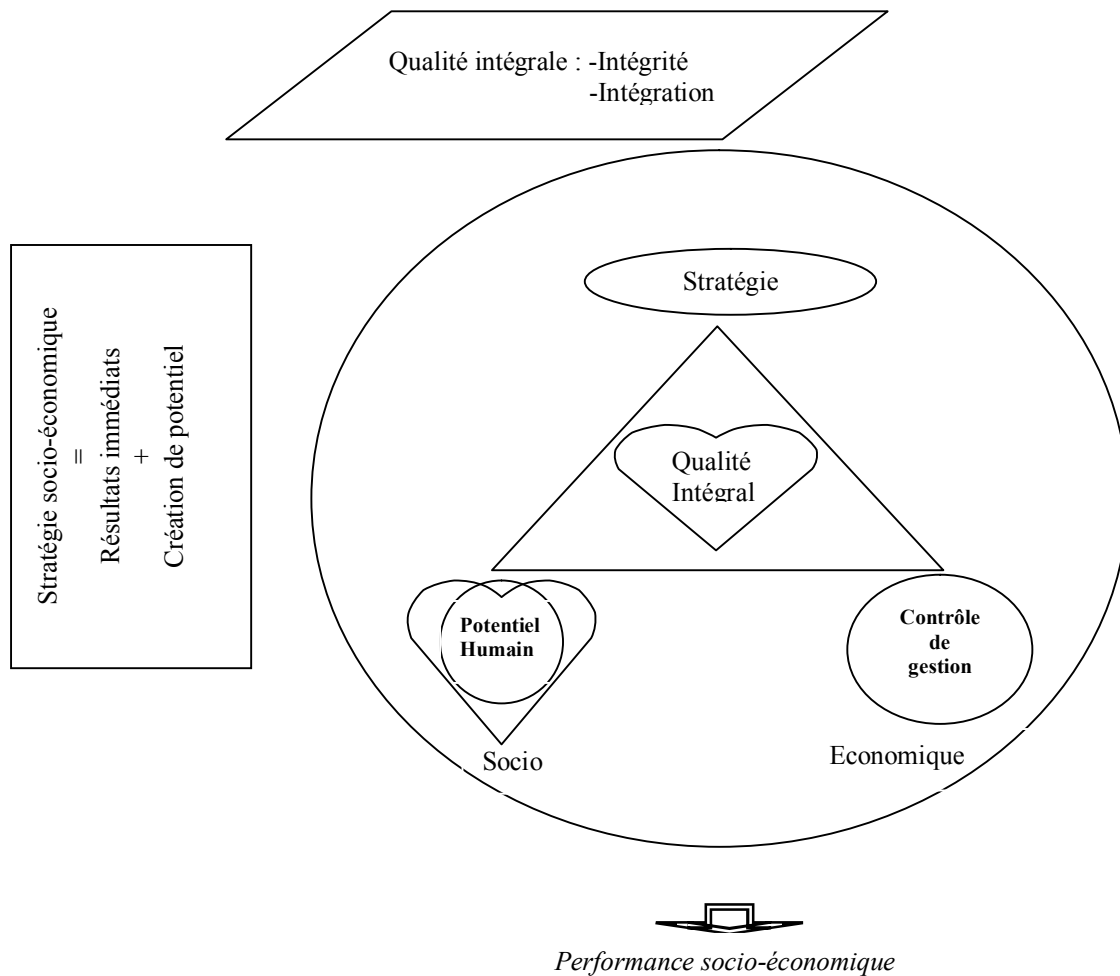 Qualité intégrale : -Intégrité
-Intégration
Stratégie socio-économique
=
Résultats immédiats
+
Création de potentiel
Stratégie
Qualité
Intégral
Potentiel
Humain
Contrôle
de
gestion
Socio
Economique
Performance socio-économique